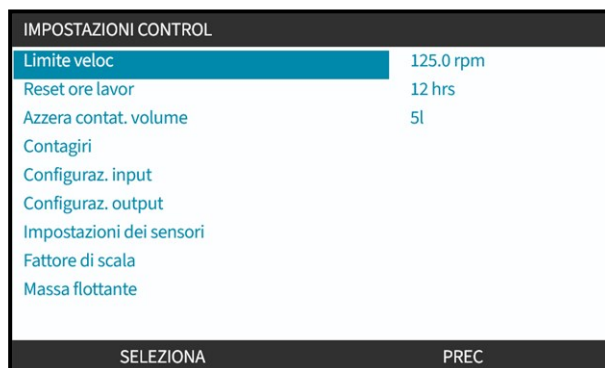 IMPOSTAZIONI CONTROL
Limite veloc 125.0 rpm
Reset ore lavor 12 hrs
Azzera contat. volume 5l
Contagiri
Configuraz. input
Configuraz. output
Impostazioni dei sensori
Fattore di scala
Massa flottante
SELEZIONA PREC